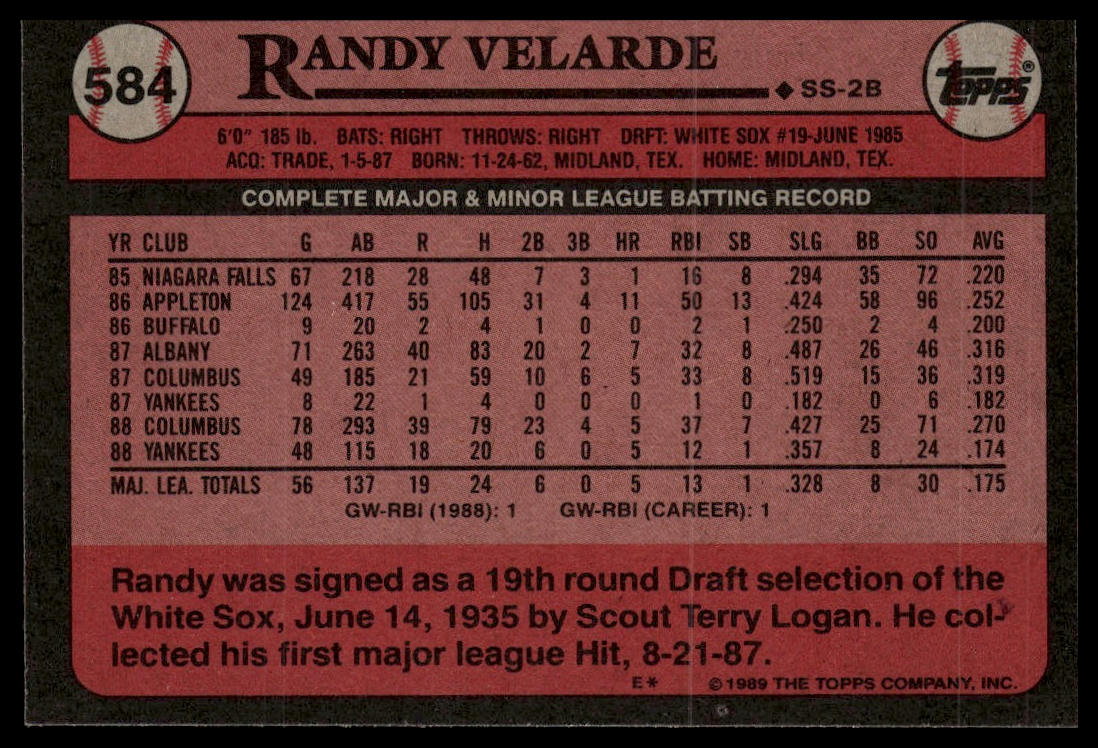 584
RANDY VELARDE
◆ SS-2B
TOPPS®
6'0" 185 lb. BATS: RIGHT THROWS: RIGHT DRFT: WHITE SOX #19-JUNE 1985
ACQ: TRADE, 1-5-87 BORN: 11-24-62, MIDLAND, TEX. HOME: MIDLAND, TEX.
COMPLETE MAJOR & MINOR LEAGUE BATTING RECORD
YR CLUB G AB R H 2B 3B HR RBI SB SLG BB SO AVG
85 NIAGARA FALLS 67 218 28 48 7 3 1 16 8 .294 35 72 .220
86 APPLETON 124 417 55 105 31 4 11 50 13 .424 58 96 .252
86 BUFFALO 9 20 2 4 1 0 0 2 1 .250 2 4 .200
87 ALBANY 71 263 40 83 20 2 7 32 8 .487 26 46 .316
87 COLUMBUS 49 185 21 59 10 6 5 33 8 .519 15 36 .319
87 YANKEES 8 22 1 4 0 0 0 1 0 .182 0 6 .182
88 COLUMBUS 78 293 39 79 23 4 5 37 7 .427 25 71 .270
88 YANKEES 48 115 18 20 6 0 5 12 1 .357 8 24 .174
MAJ. LEA. TOTALS 56 137 19 24 6 0 5 13 1 .328 8 30 .175
GW-RBI (1988): 1 GW-RBI (CAREER): 1
Randy was signed as a 19th round Draft selection of the
White Sox, June 14, 1935 by Scout Terry Logan. He col-
lected his first major league Hit, 8-21-87.
E* ©1989 THE TOPPS COMPANY, INC.